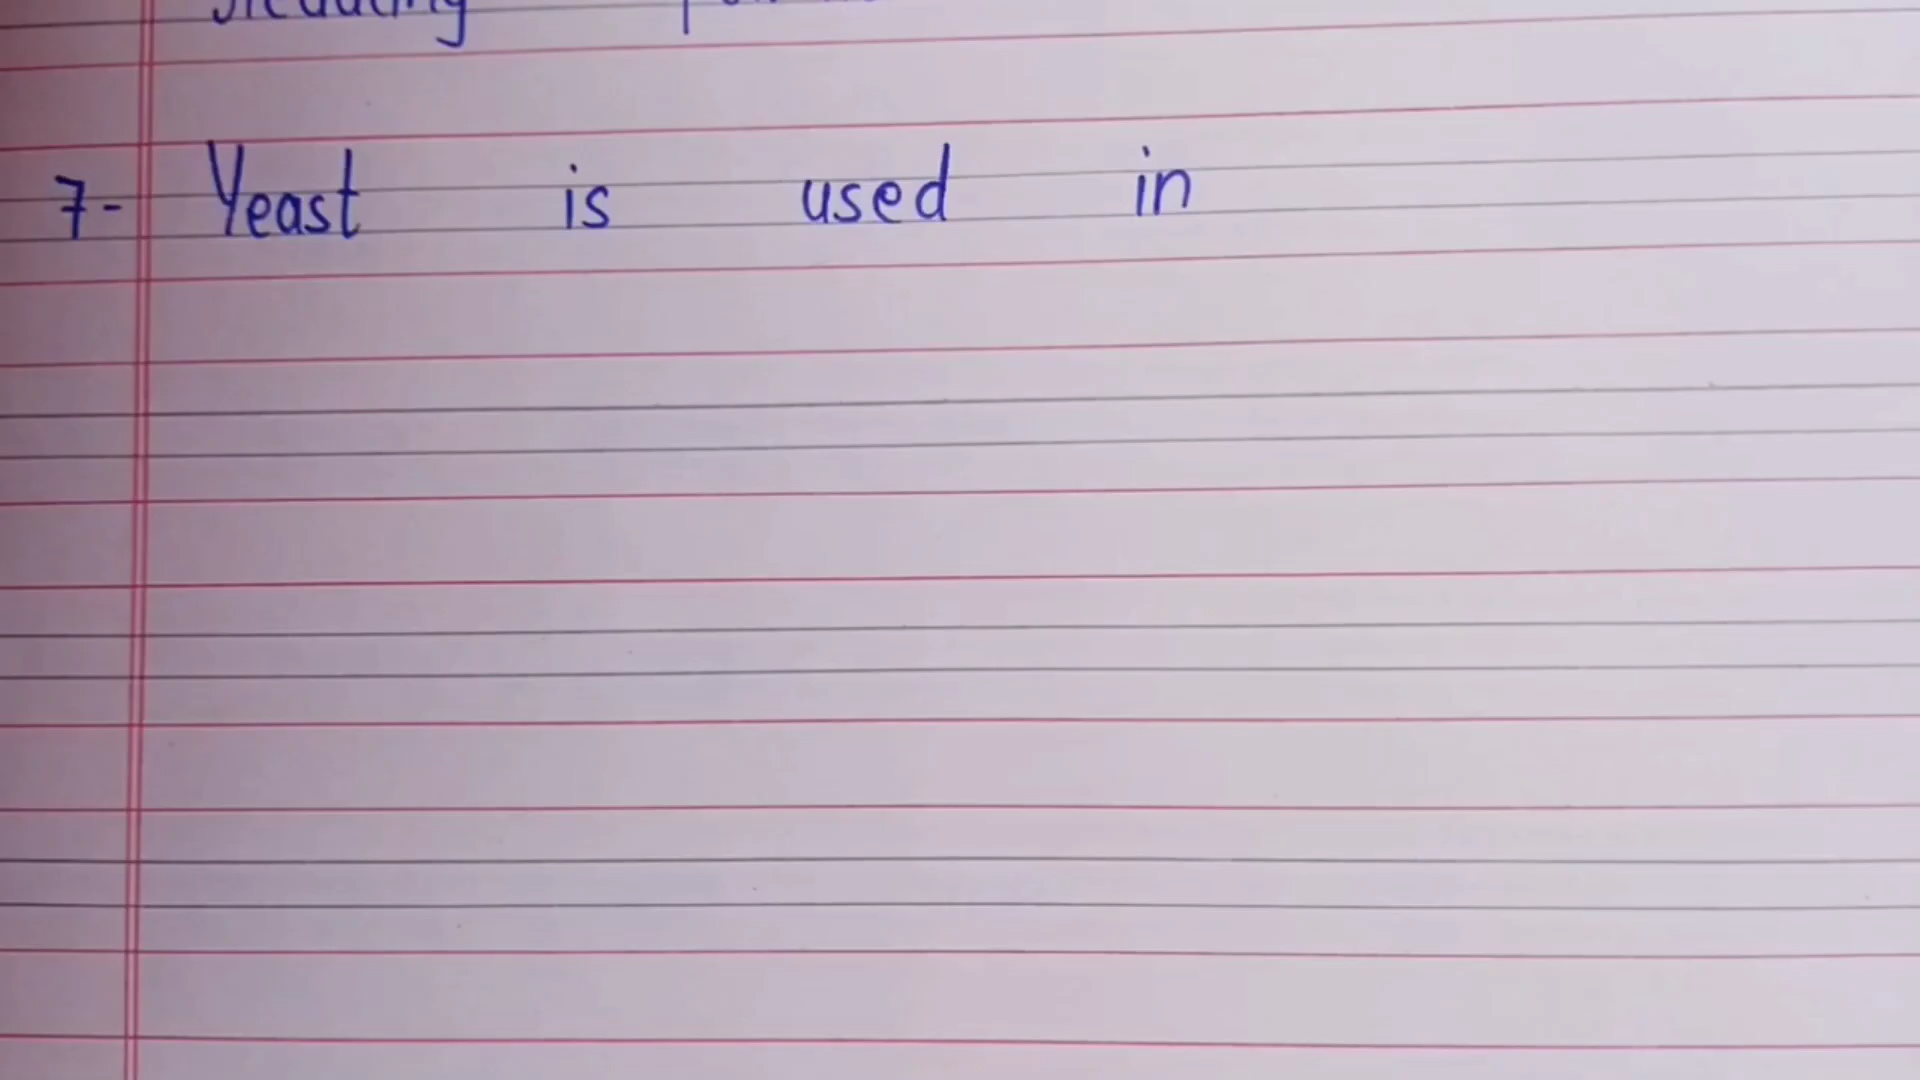 7- Yeast is used in